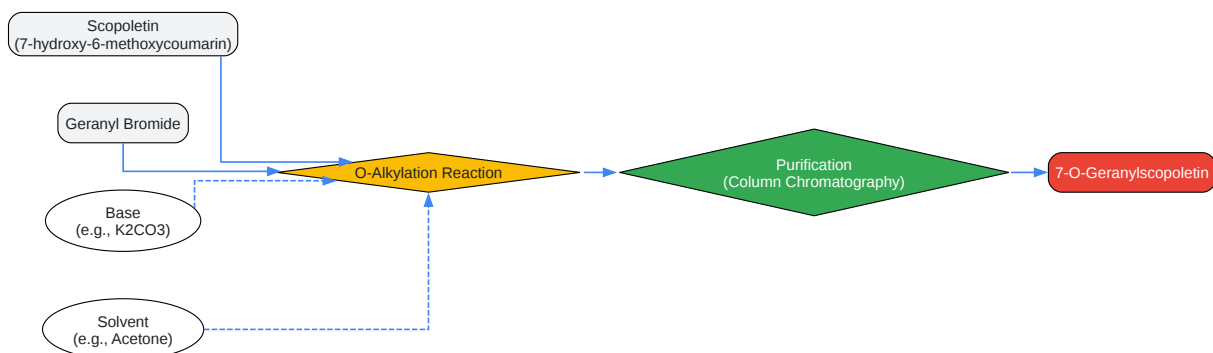 Scopoletin
(7-hydroxy-6-methoxycoumarin)
Geranyl Bromide
Base
(e.g., K2CO3)
Solvent
(e.g., Acetone)
O-Alkylation Reaction
Purification
(Column Chromatography)
7-O-Geranylscopoletin